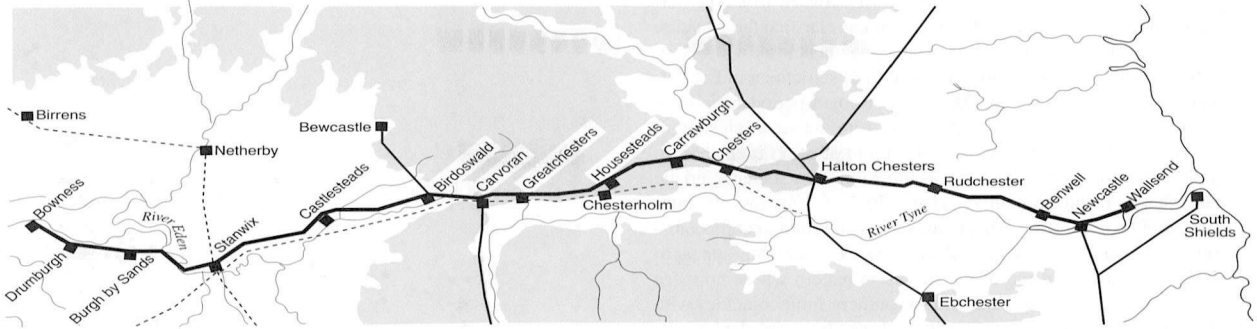 Birrens
Netherby
Bewcastle
Bowness
Drumburgh
Burgh by Sands
River Eden
Stanwix
Castlesteads
Birdoswald
Carvoran
Greatchesters
Housesteads
Chesterholm
Carrawburgh
Chesters
Halton Chesters
Rudchester
River Tyne
Benwell
Newcastle
Wallsend
South
Shields
Ebchester